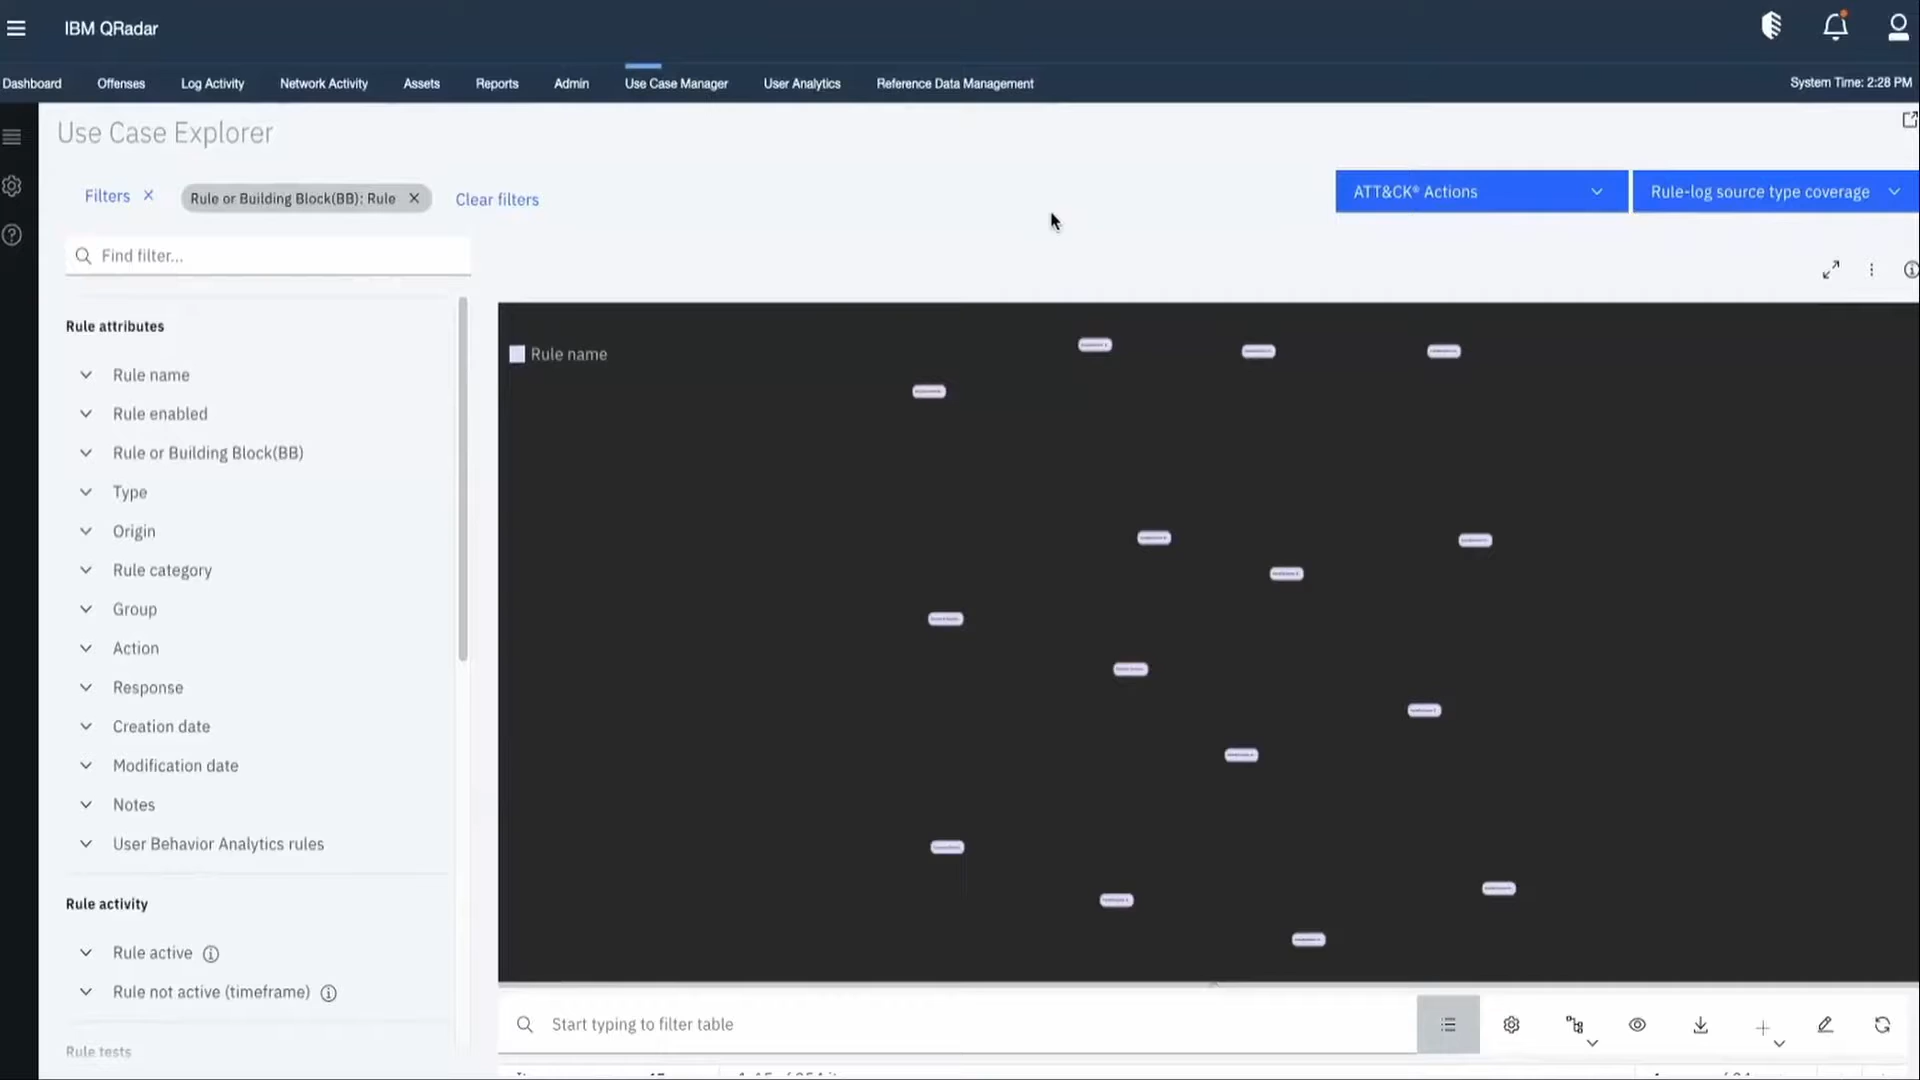 IBM QRadar
Dashboard Offenses Log Activity Network Activity Assets Reports Admin Use Case Manager User Analytics Reference Data Management System Time: 2:28 PM
Use Case Explorer
Filters Rule or Building Block(BB): Rule Clear filters ATT&CK® Actions Rule-log source type coverage
Find filter...
Rule attributes
Rule name
Rule name
Rule enabled
Rule or Building Block(BB)
Type
Origin
Rule category
Group
Action
Response
Creation date
Modification date
Notes
User Behavior Analytics rules
Rule activity
Rule active
Rule not active (timeframe)
Start typing to filter table
Rule tests